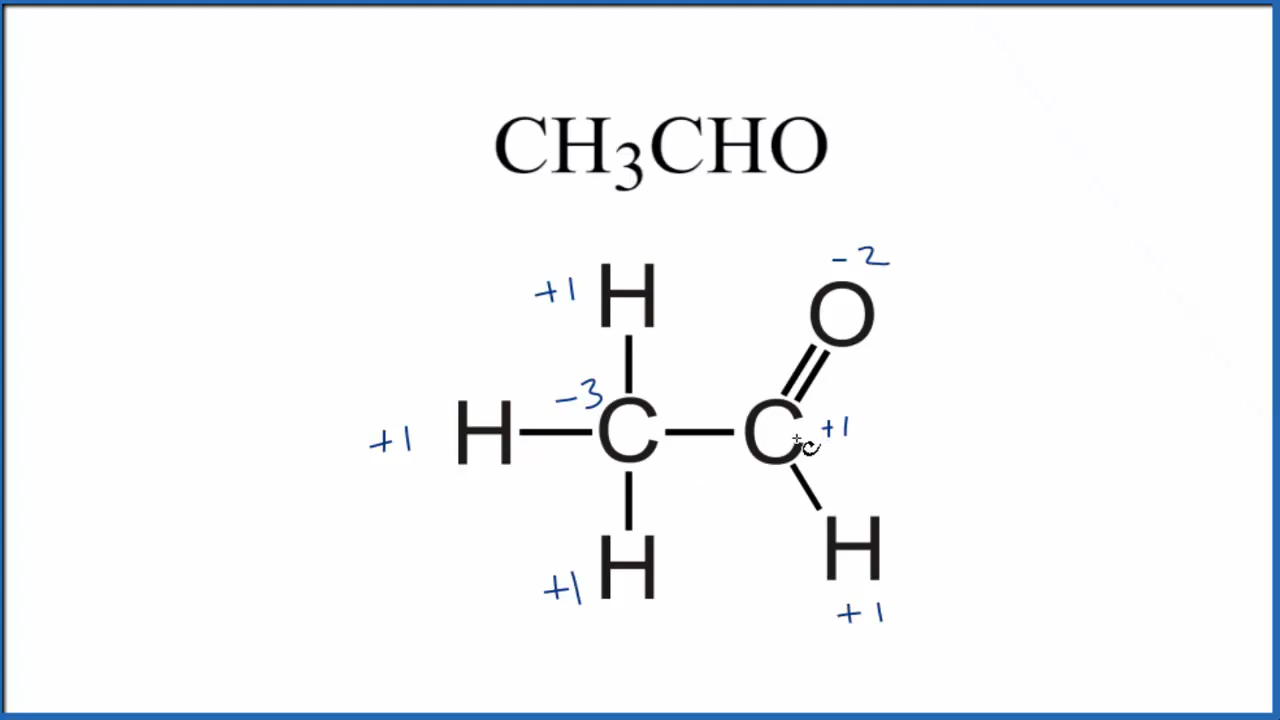 CH₃CHO
-2
+1 H O
-3
+1 H C C +1
H H
+1
+1